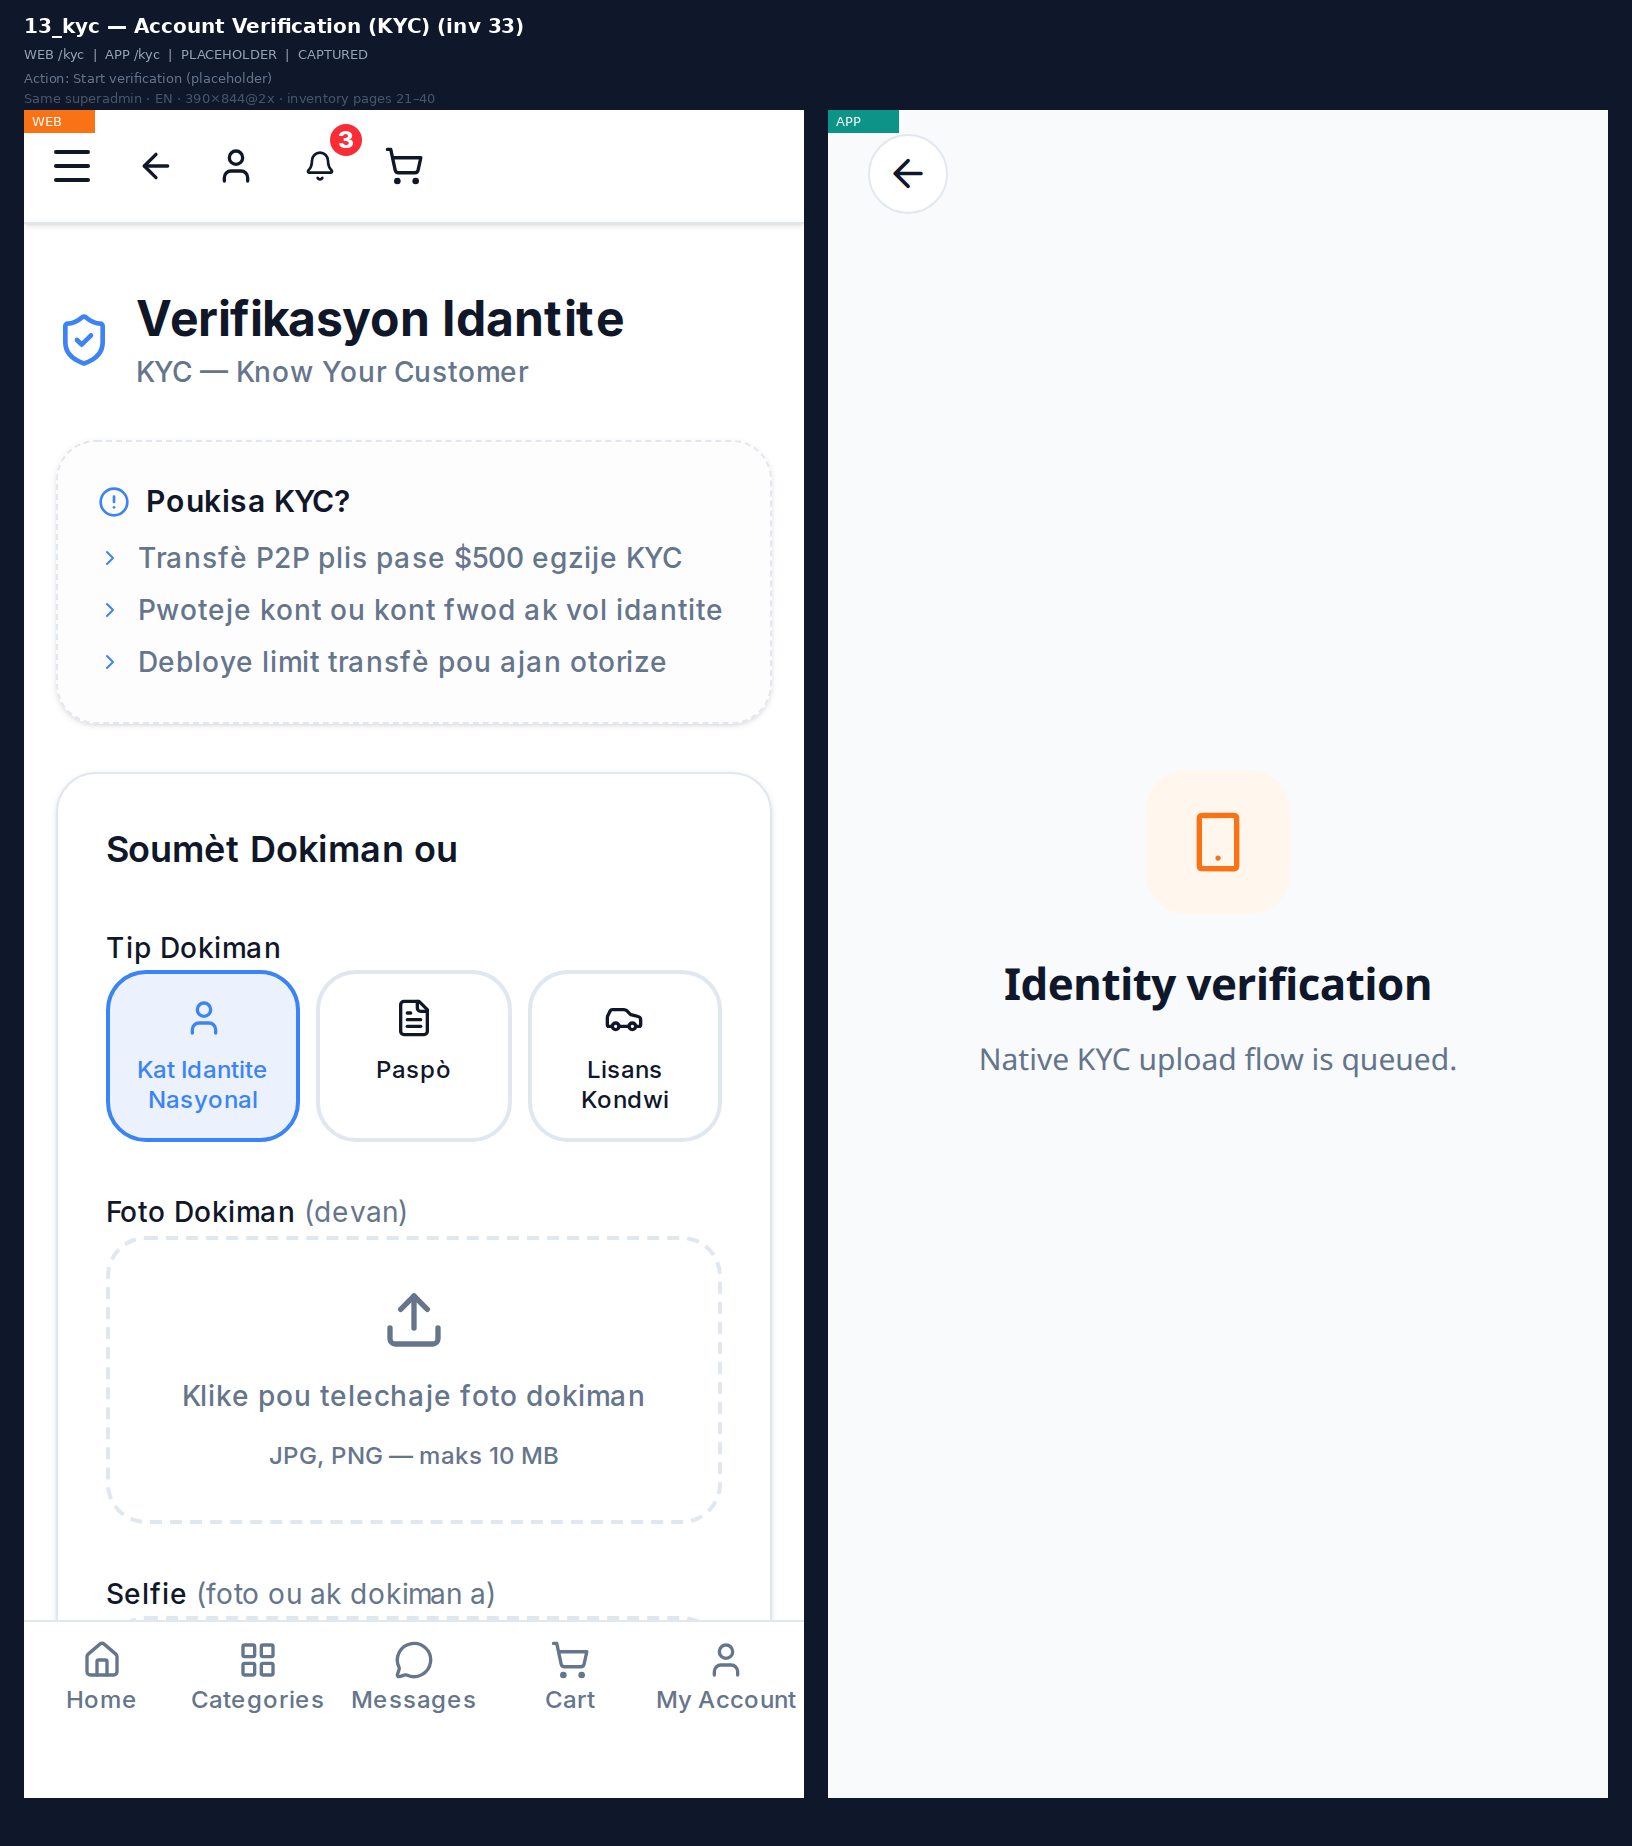 13_kyc — Account Verification (KYC) (inv 33)
WEB /kyc | APP /kyc | PLACEHOLDER | CAPTURED
Action: Start verification (placeholder)
Same superadmin · EN · 390×844@2x · inventory pages 21–40
WEB
3
Verifikasyon Idantite
KYC — Know Your Customer
Poukisa KYC?
Transfè P2P plis pase $500 egzije KYC
Pwoteje kont ou kont fwod ak vol idantite
Debloye limit transfè pou ajan otorize
Soumèt Dokiman ou
Tip Dokiman
Kat Idantite
Nasyonal
Paspò
Lisans
Kondwi
Foto Dokiman (devan)
Klike pou telechaje foto dokiman
JPG, PNG — maks 10 MB
Selfie (foto ou ak dokiman a)
Home
Categories
Messages
Cart
My Account
APP
Identity verification
Native KYC upload flow is queued.